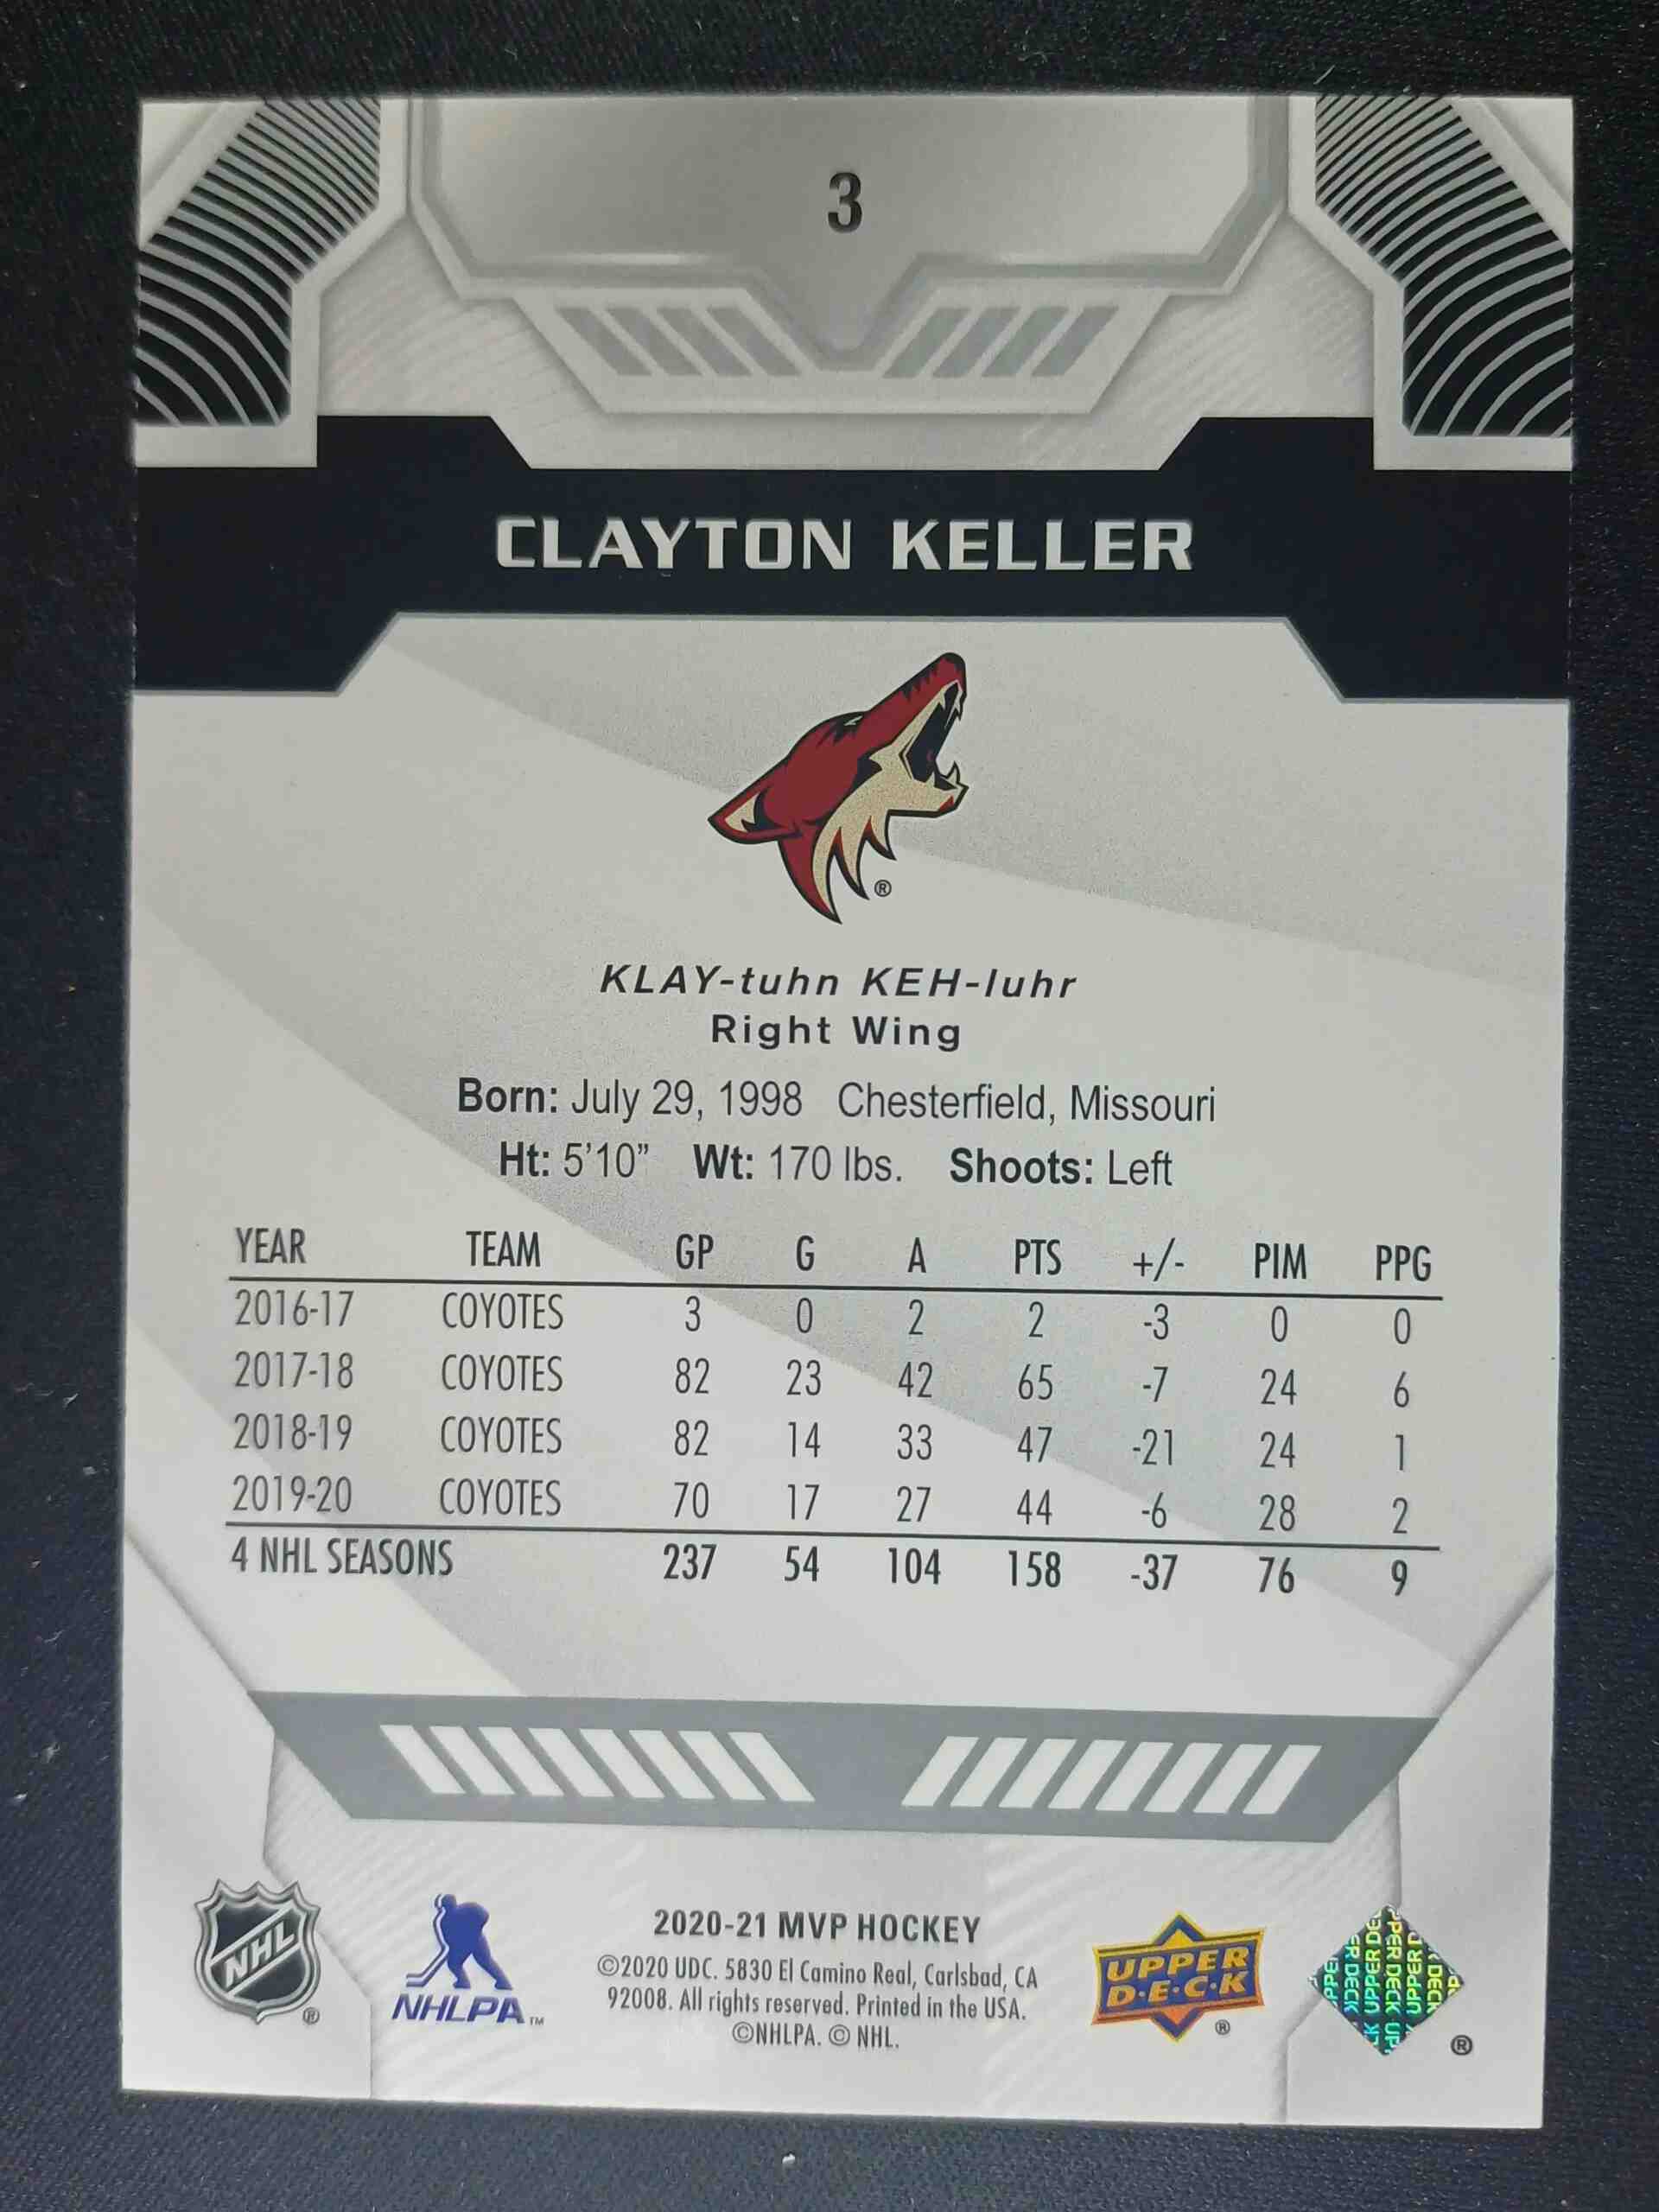 3
CLAYTON KELLER
®
KLAY-tuhn KEH-luhr
Right Wing
Born: July 29, 1998 Chesterfield, Missouri
Ht: 5'10” Wt: 170 lbs. Shoots: Left
YEAR TEAM GP G A PTS +/- PIM PPG
2016-17 COYOTES 3 0 2 2 -3 0 0
2017-18 COYOTES 82 23 42 65 -7 24 6
2018-19 COYOTES 82 14 33 47 -21 24 1
2019-20 COYOTES 70 17 27 44 -6 28 2
4 NHL SEASONS 237 54 104 158 -37 76 9
NHL ®
NHLPA ™
2020-21 MVP HOCKEY
©2020 UDC. 5830 El Camino Real, Carlsbad, CA
92008. All rights reserved. Printed in the USA.
©NHLPA. © NHL.
UPPER
D·E·C·K
®
UPPER DECK
®